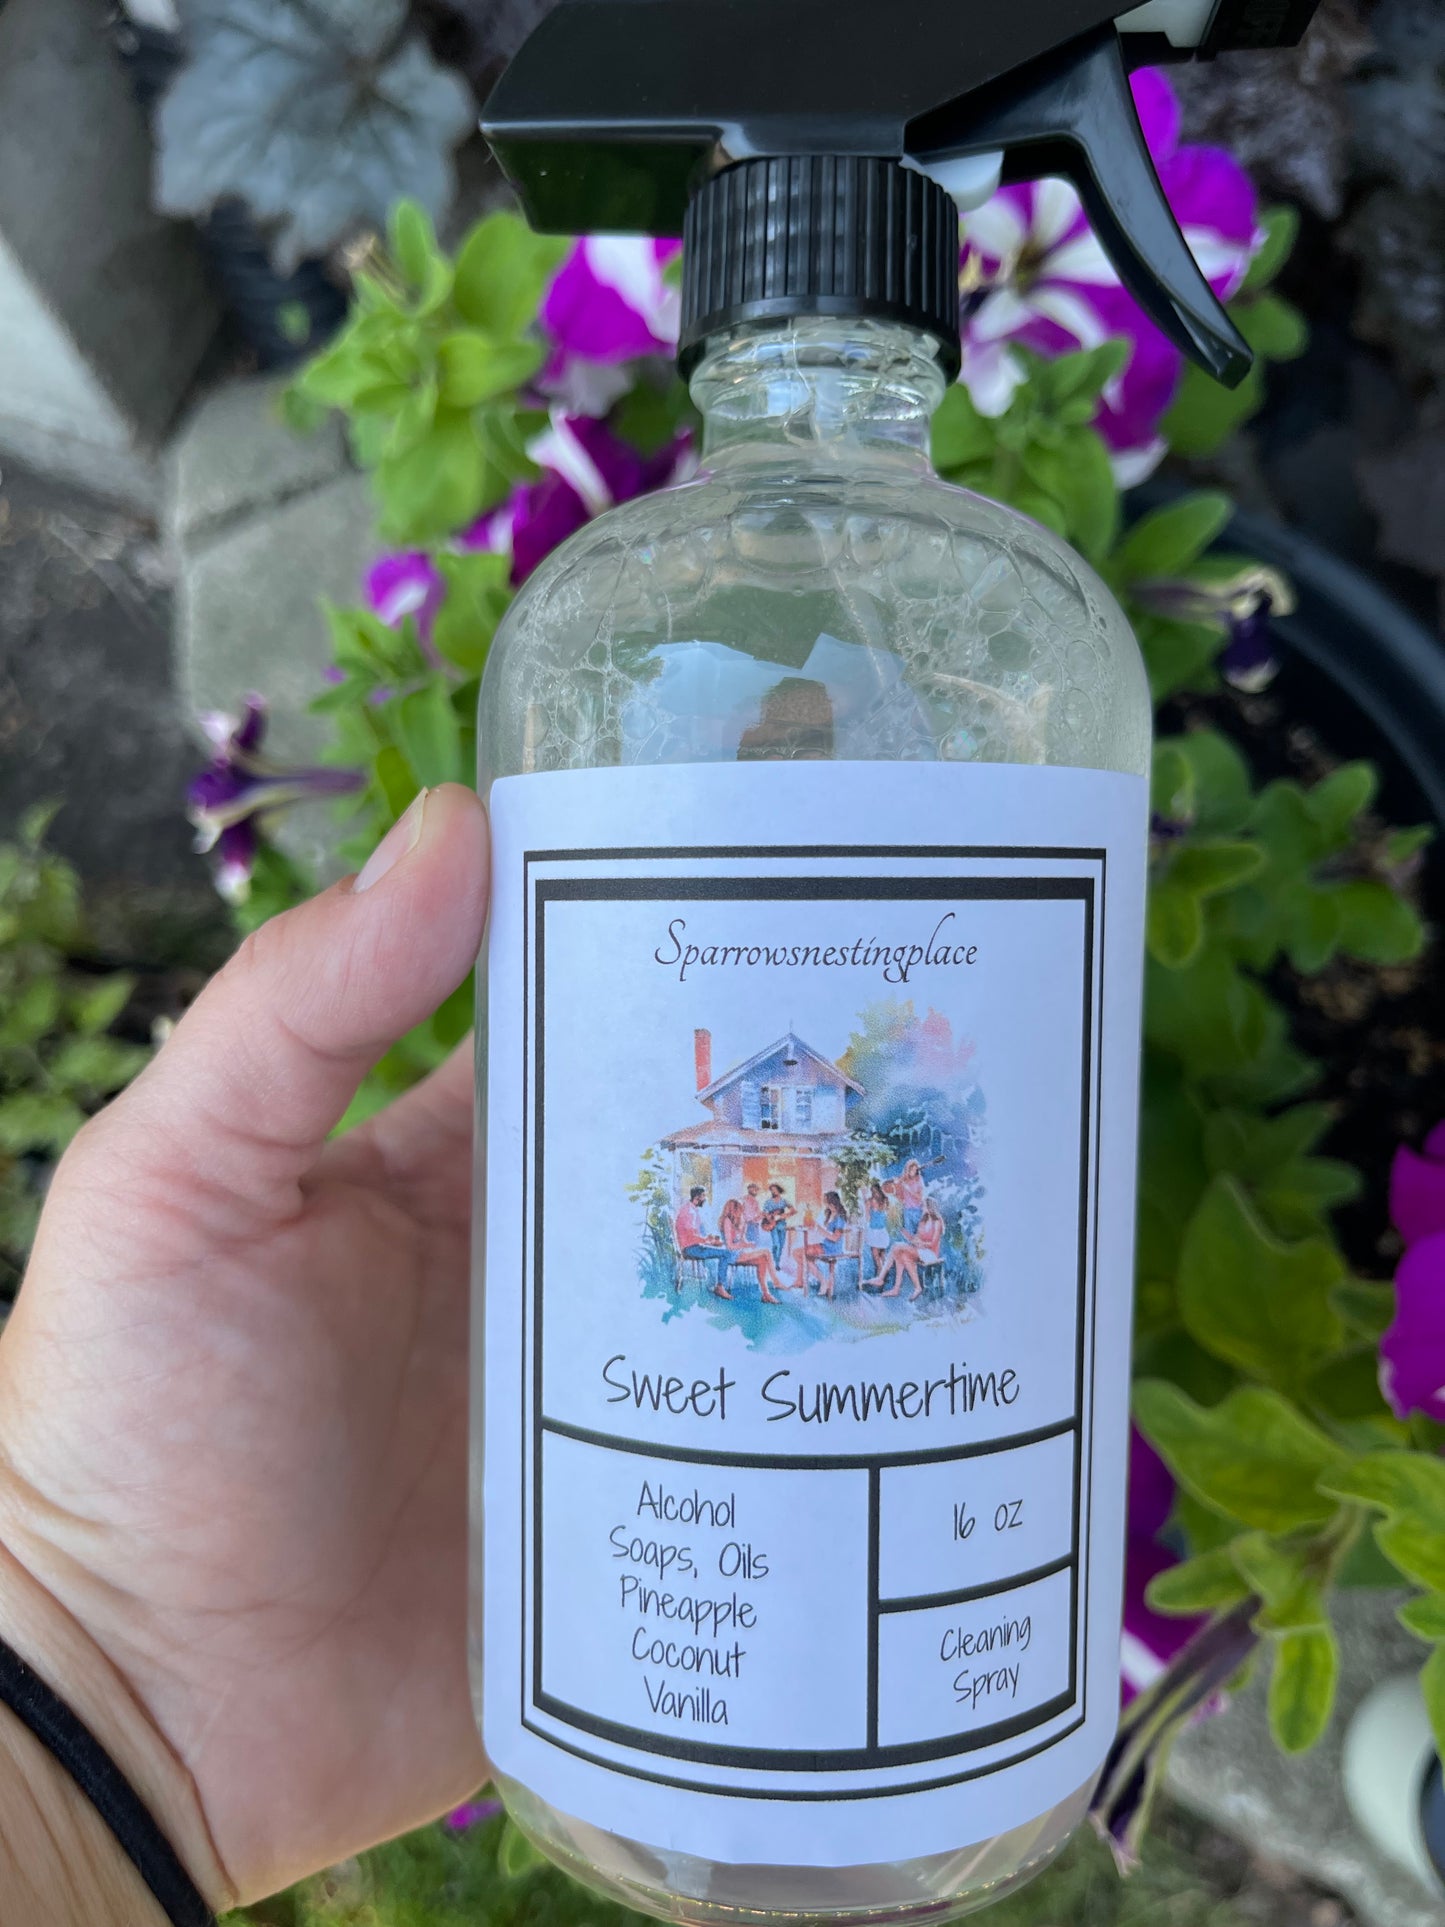 Sparrowsnestingplace
Sweet Summertime
Alcohol
Soaps, Oils
Pineapple
Coconut
Vanilla
16 oz
Cleaning
Spray